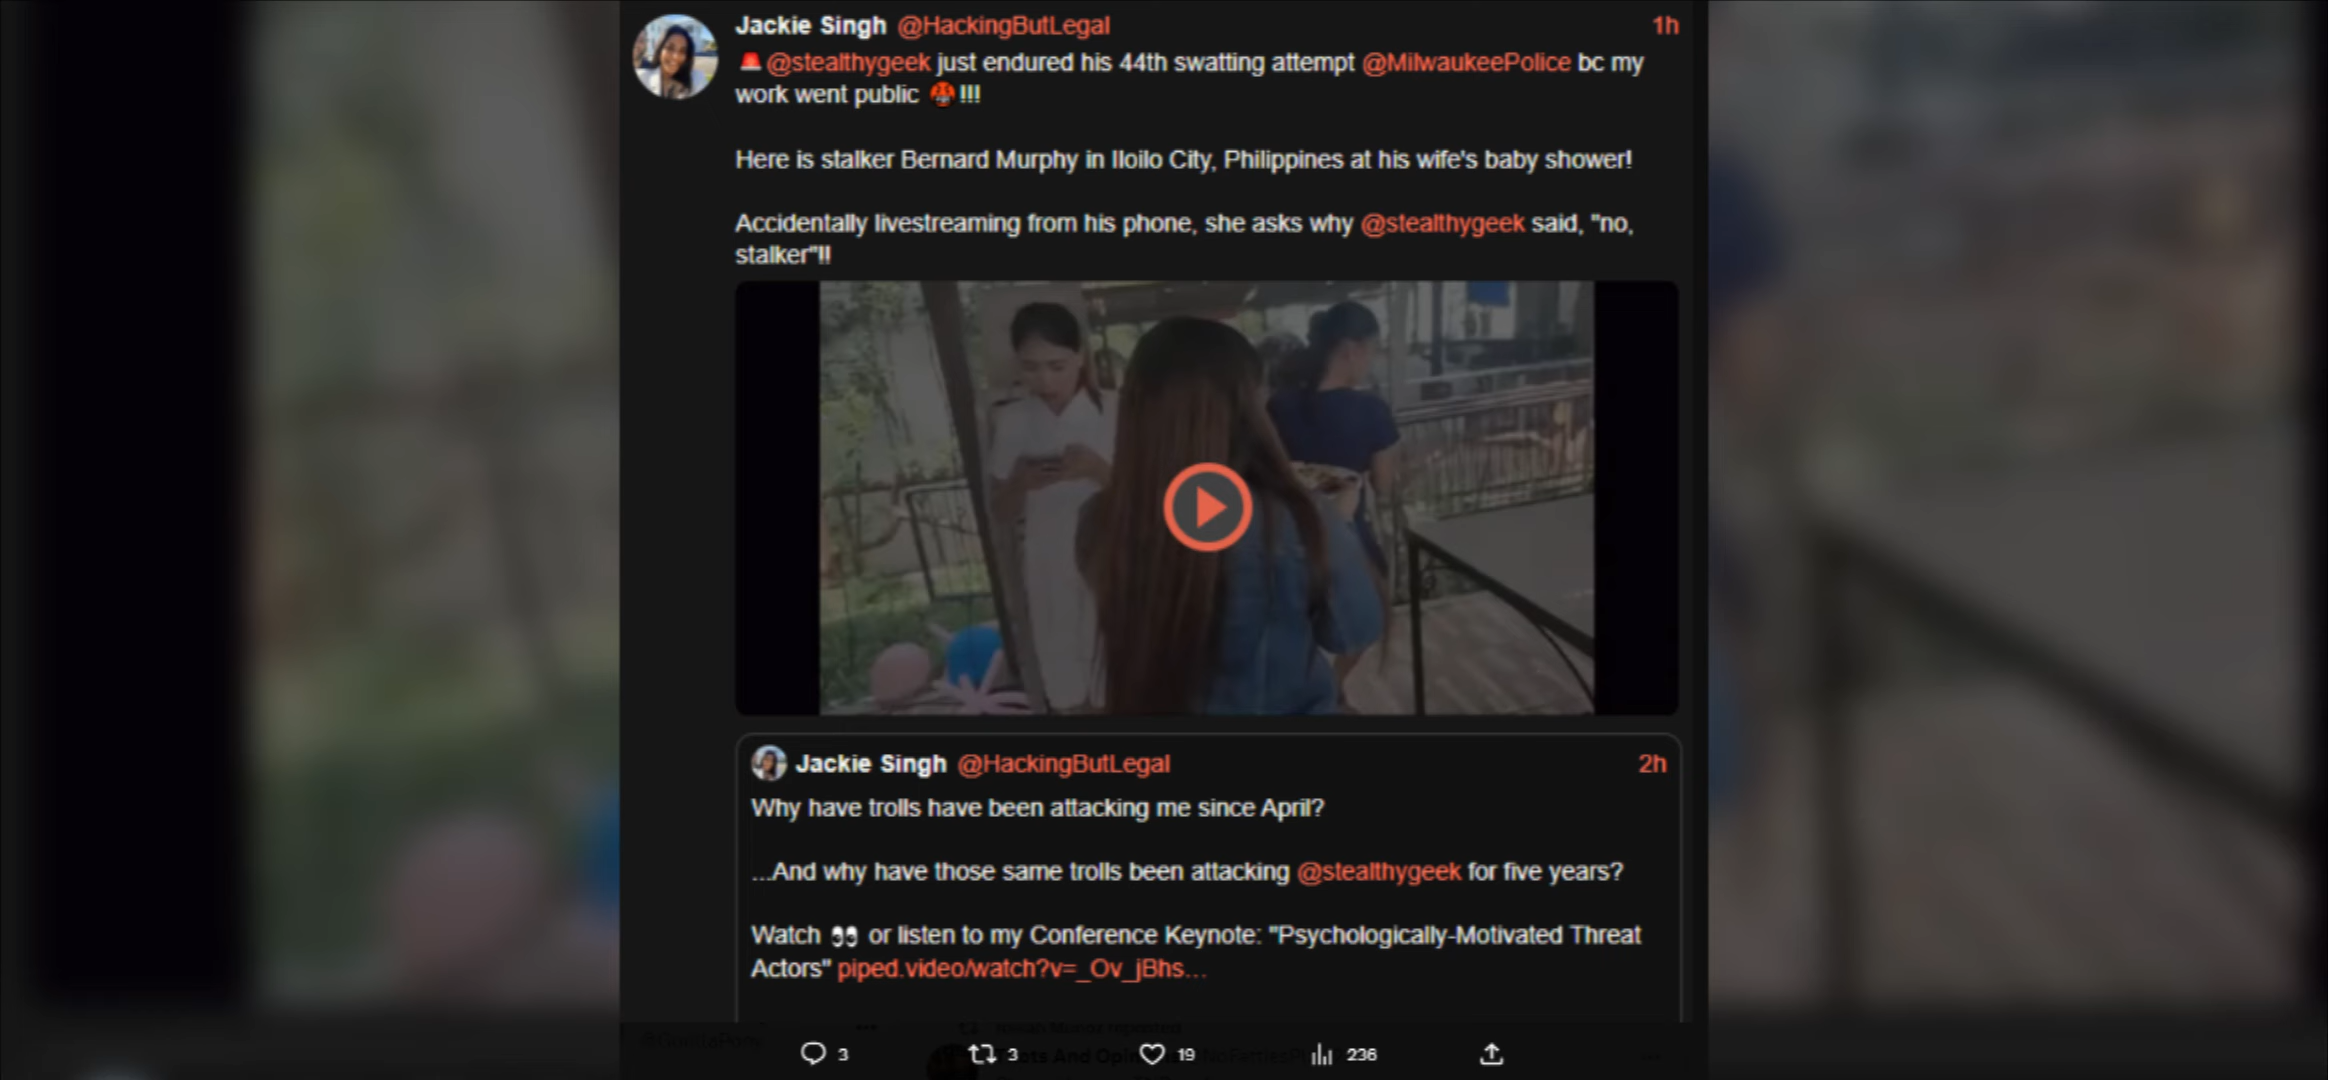 Jackie Singh @HackingButLegal 1h
🚨@stealthygeek just endured his 44th swatting attempt @MilwaukeePolice bc my
work went public 🤬!!!
Here is stalker Bernard Murphy in Iloilo City, Philippines at his wife's baby shower!
Accidentally livestreaming from his phone, she asks why @stealthygeek said, "no,
stalker"!!
Jackie Singh @HackingButLegal 2h
Why have trolls have been attacking me since April?
...And why have those same trolls been attacking @stealthygeek for five years?
Watch 👀 or listen to my Conference Keynote: "Psychologically-Motivated Threat
Actors" piped.video/watch?v=_Ov_jBhs...
3 3 19 236